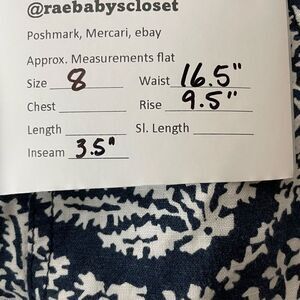 @raebabyscloset
Poshmark, Mercari, ebay
Approx. Measurements flat
Size 8 Waist 16.5"
Chest Rise 9.5"
Length Sl. Length
Inseam 3.5"